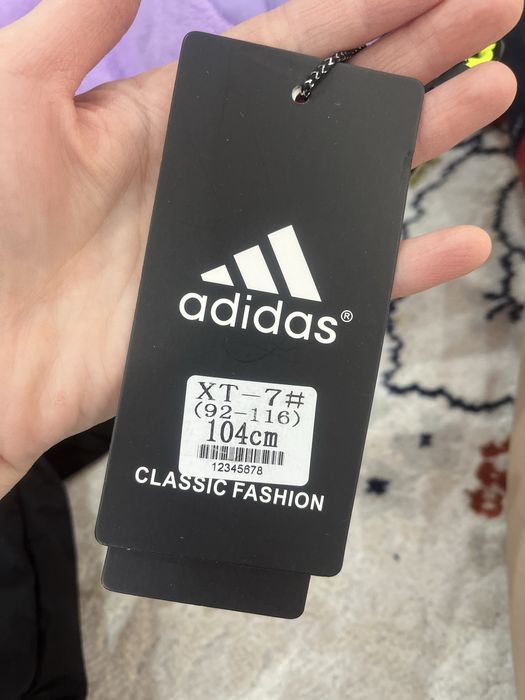 adidas®
XT-7#
(92-116)
104cm
12345678
CLASSIC FASHION